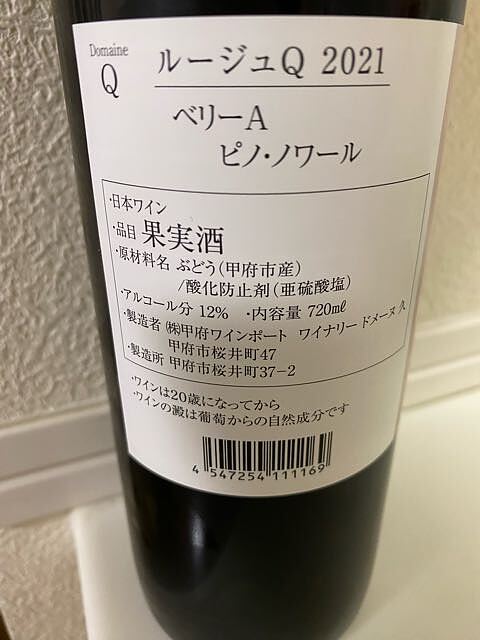 Domaine
Q
ルージュQ 2021
ベリーA
ピノ・ノワール
・日本ワイン
・品目 果実酒
・原材料名 ぶどう(甲府市産)
/酸化防止剤(亜硫酸塩)
・アルコール分 12% ・内容量 720mℓ
・製造者 ㈱甲府ワインポート ワイナリー ドメーヌ久
甲府市桜井町47
・製造所 甲府市桜井町37-2
・ワインは20歳になってから
・ワインの澱は葡萄からの自然成分です
4 547254 111169